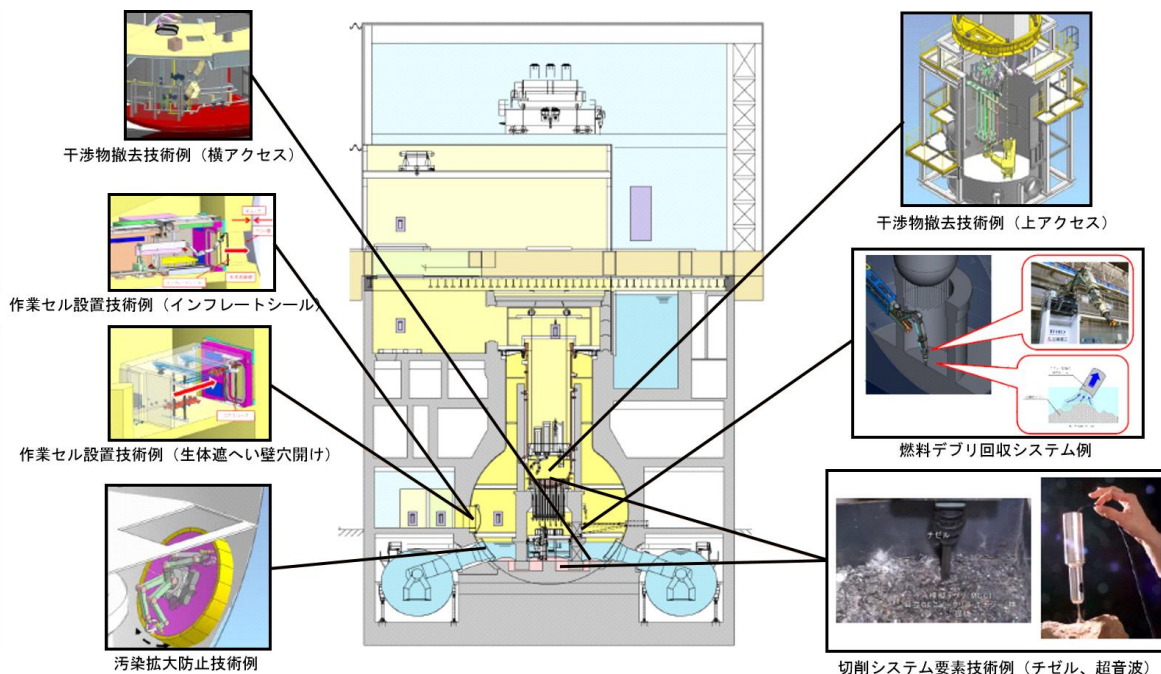 干渉物撤去技術例（横アクセス）
作業セル設置技術例（インフレートシール）
作業セル設置技術例（生体遮へい壁穴開け）
汚染拡大防止技術例
干渉物撤去技術例（上アクセス）
燃料デブリ回収システム例
チゼル
切削システム要素技術例（チゼル、超音波）